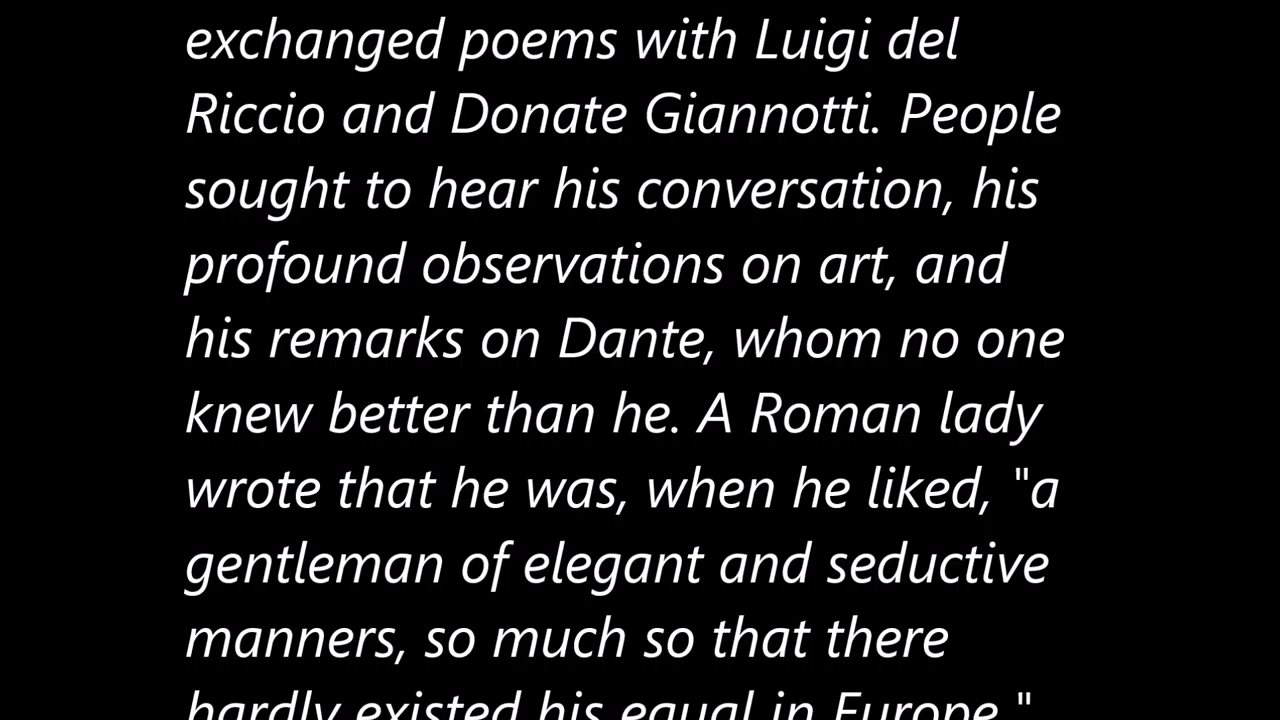 exchanged poems with Luigi del
Riccio and Donate Giannotti. People
sought to hear his conversation, his
profound observations on art, and
his remarks on Dante, whom no one
knew better than he. A Roman lady
wrote that he was, when he liked, "a
gentleman of elegant and seductive
manners, so much so that there
hardly existed his equal in Europe."